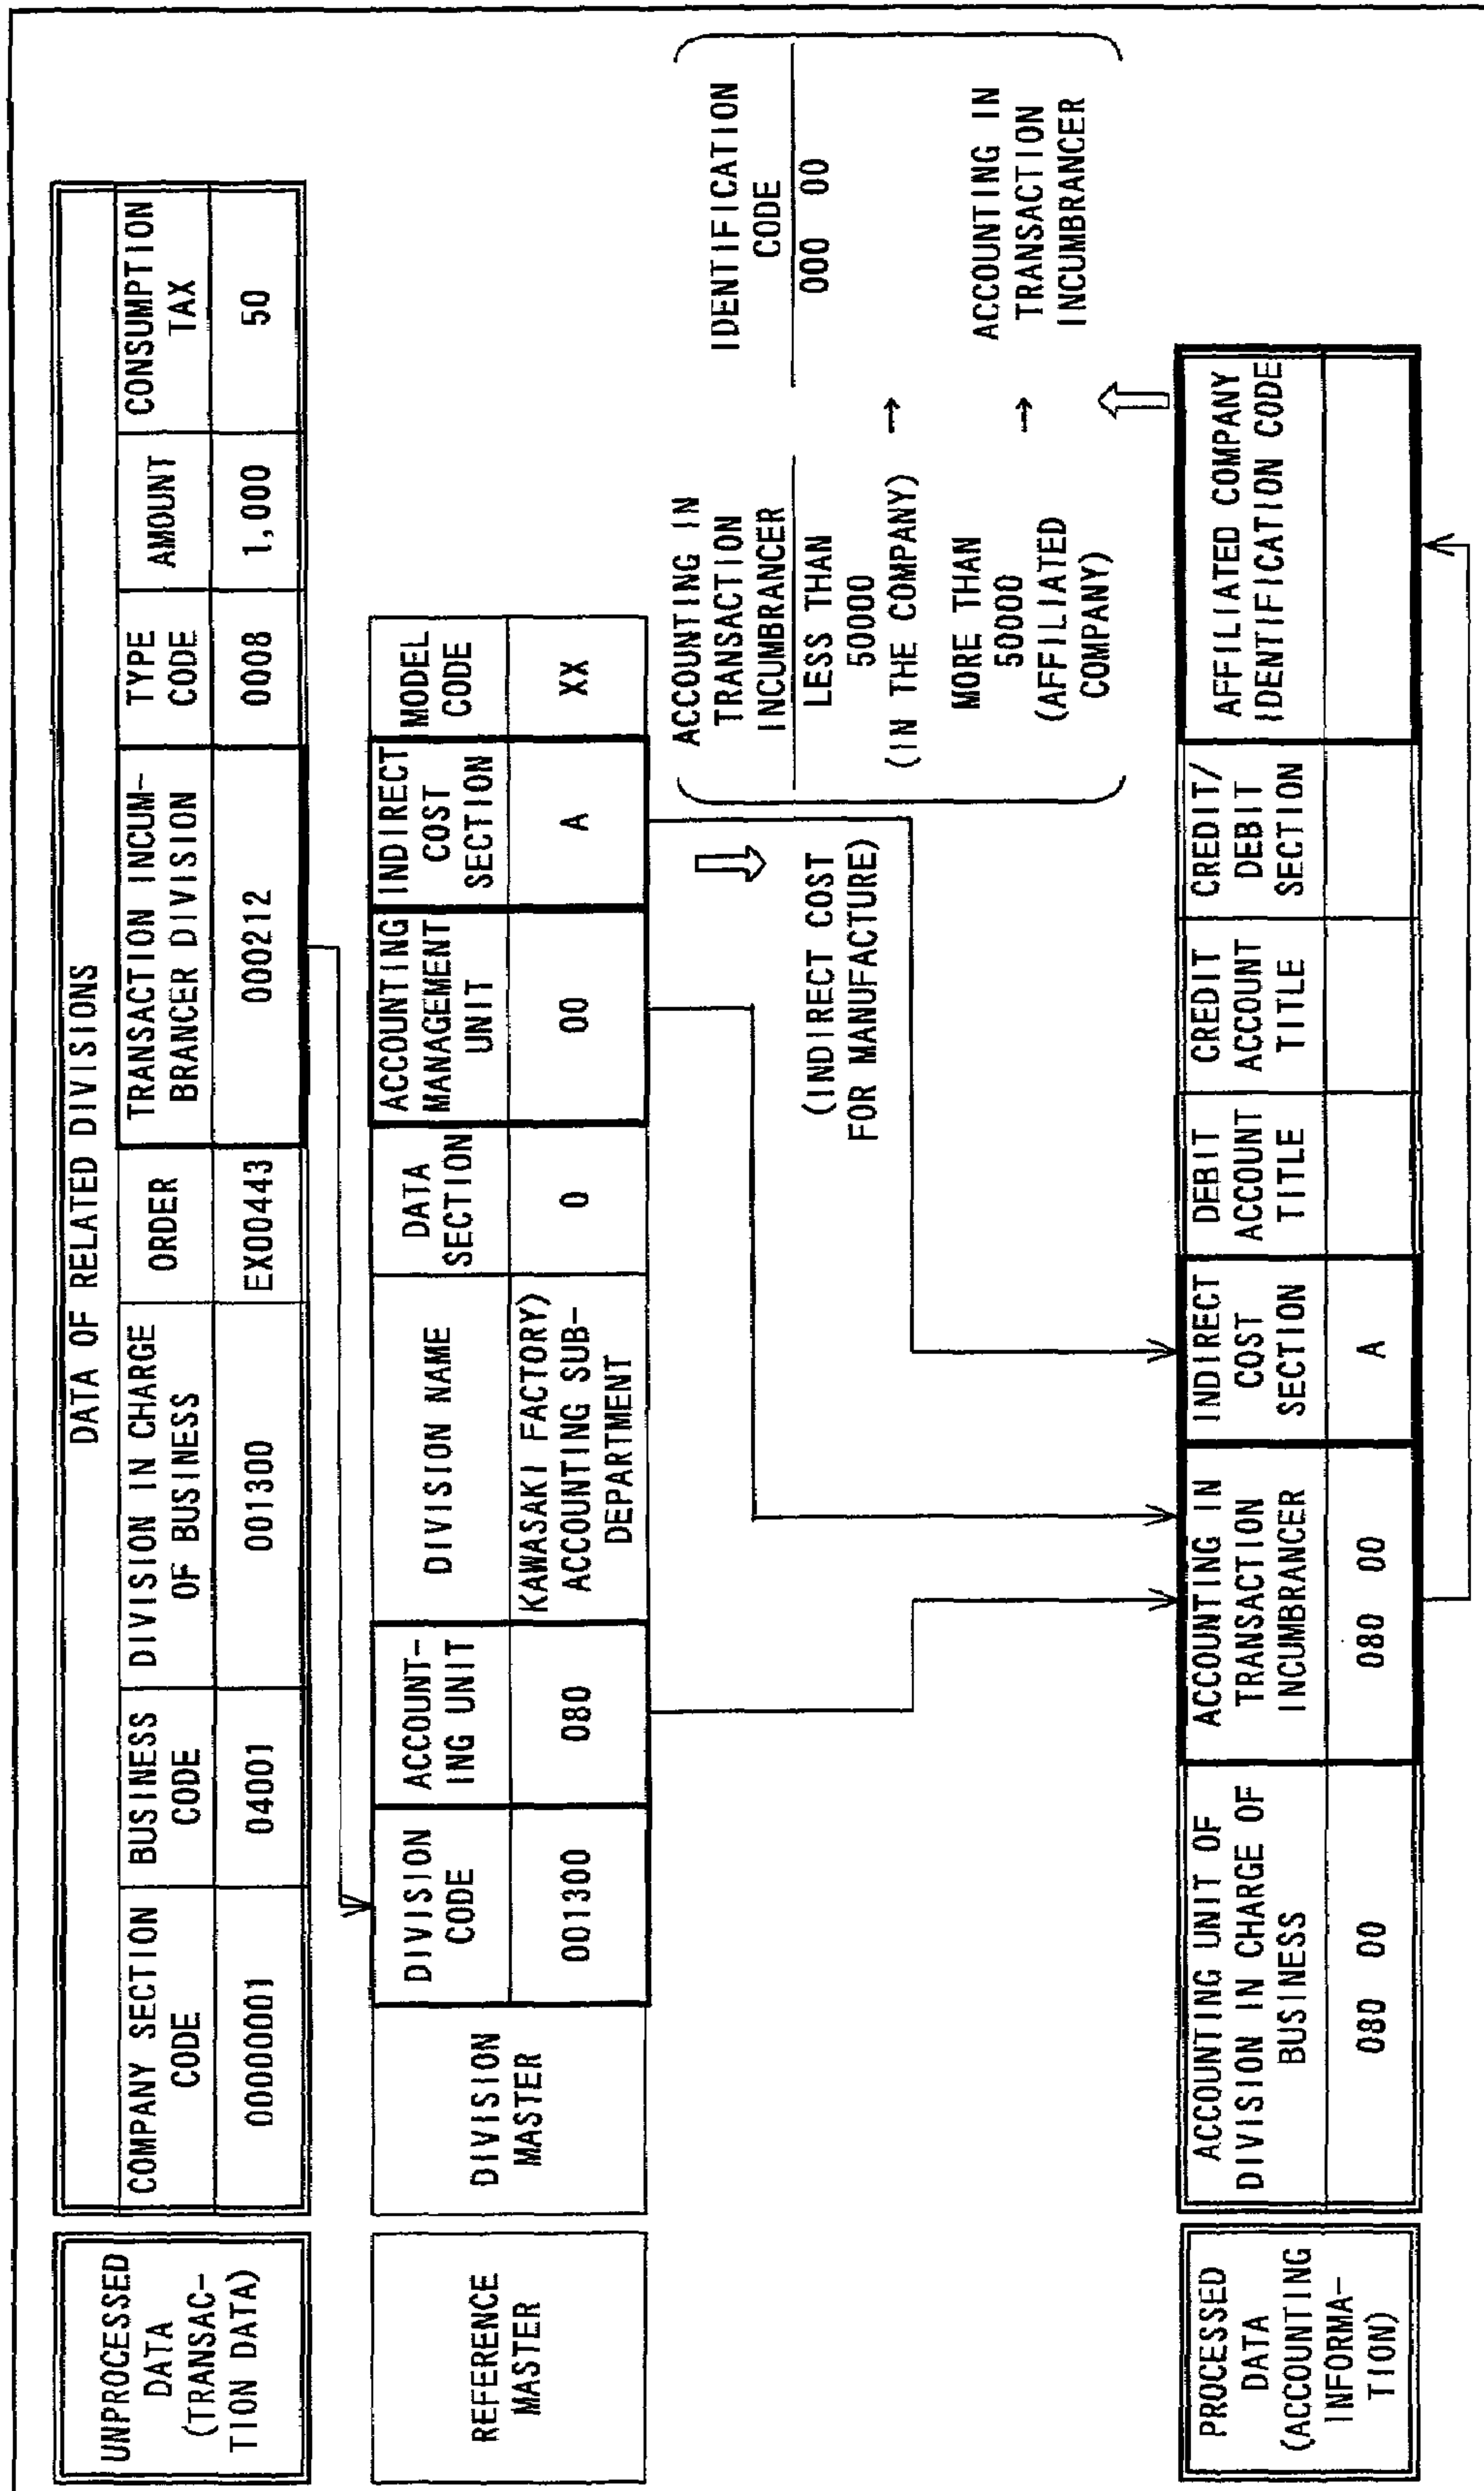 DATA OF RELATED DIVISIONS
UNPROCESSED
DATA
(TRANSAC-
TION DATA)
COMPANY SECTION
CODE
00000001
BUSINESS
CODE
04001
DIVISION IN CHARGE
OF BUSINESS
001300
ORDER
EX00443
TRANSACTION INCUM-
BRANCER DIVISION
000212
TYPE
CODE
0008
AMOUNT
1,000
CONSUMPTION
TAX
50
REFERENCE
MASTER
DIVISION
MASTER
DIVISION
CODE
001300
ACCOUNT-
ING UNIT
080
DIVISION NAME
KAWASAKI FACTORY)
ACCOUNTING SUB-
DEPARTMENT
DATA
SECTION
0
ACCOUNTING
MANAGEMENT
UNIT
00
INDIRECT
COST
SECTION
A
MODEL
CODE
XX
(INDIRECT COST
FOR MANUFACTURE)
ACCOUNTING IN
TRANSACTION
INCUMBRANCER
IDENTIFICATION
CODE
LESS THAN
50000
(IN THE COMPANY)
→
000 00
MORE THAN
50000
(AFFILIATED
COMPANY)
→
ACCOUNTING IN
TRANSACTION
INCUMBRANCER
PROCESSED
DATA
(ACCOUNTING
INFORMA-
TION)
ACCOUNTING UNIT OF
DIVISION IN CHARGE OF
BUSINESS
080 00
ACCOUNTING IN
TRANSACTION
INCUMBRANCER
080 00
INDIRECT
COST
SECTION
A
DEBIT
ACCOUNT
TITLE
CREDIT
ACCOUNT
TITLE
CREDIT/
DEBIT
SECTION
AFFILIATED COMPANY
IDENTIFICATION CODE